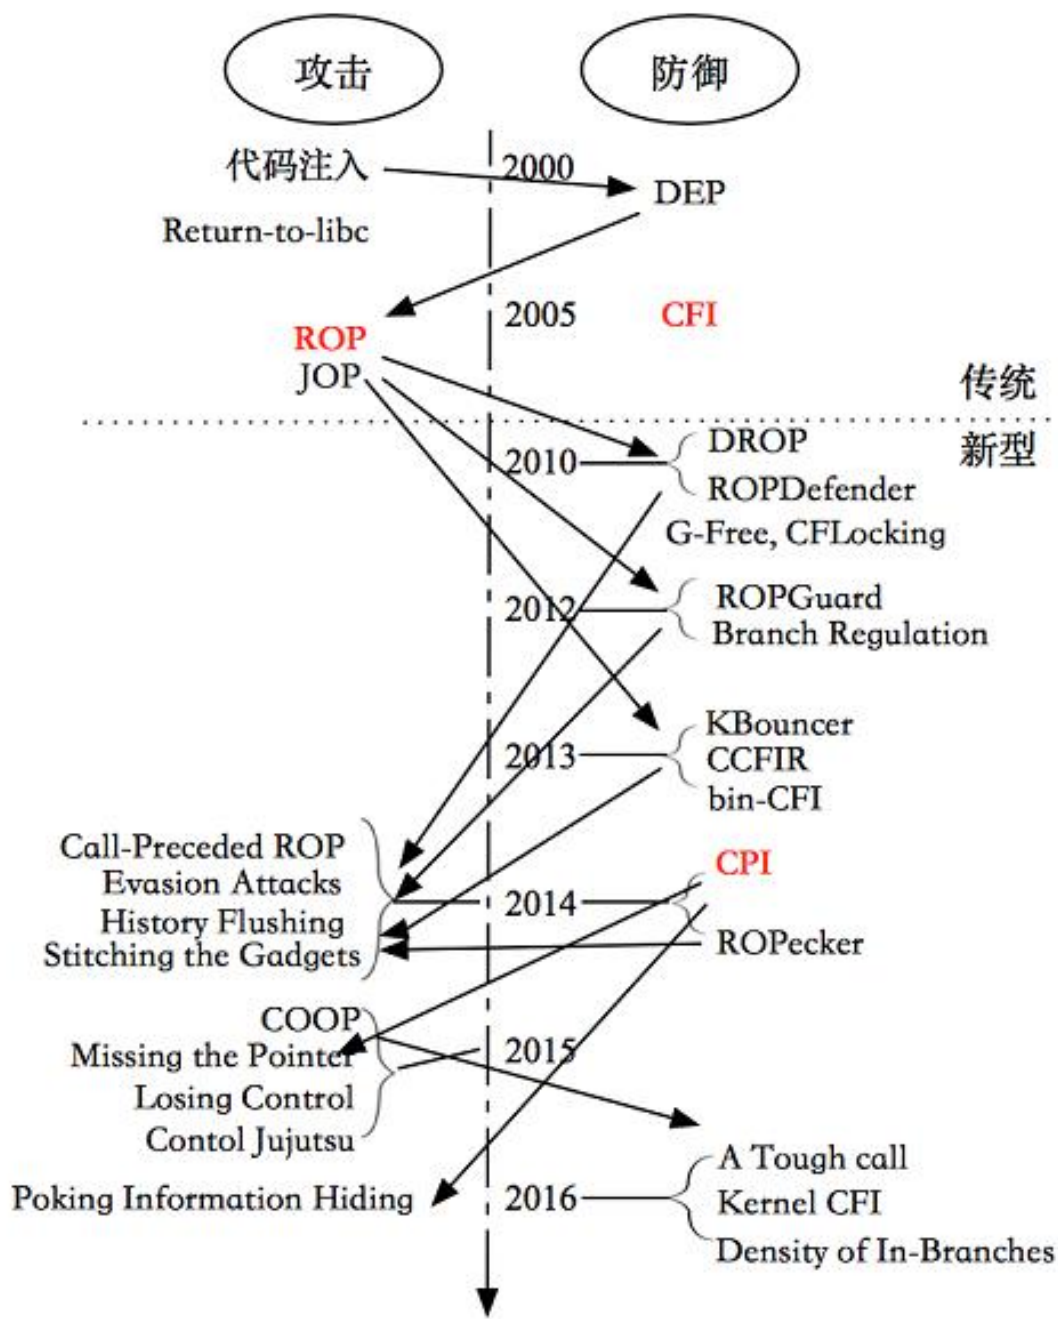 攻击
防御
代码注入
2000
DEP
Return-to-libc
2005
CFI
ROP
JOP
传统
新型
DROP
2010
ROPDefender
G-Free, CFLocking
ROPGuard
2012
Branch Regulation
KBouncer
2013
CCFIR
bin-CFI
Call-Preceded ROP
Evasion Attacks
History Flushing
Stitching the Gadgets
CPI
2014
ROPecker
COOP
Missing the Pointer
Losing Control
Contol Jujutsu
2015
A Tough call
Poking Information Hiding
2016
Kernel CFI
Density of In-Branches